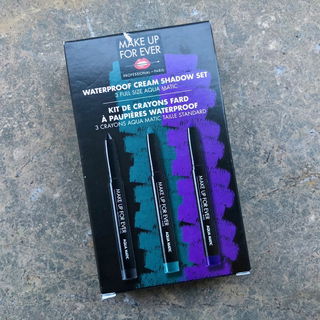 MAKE UP
FOR EVER
PROFESSIONAL • PARIS
WATERPROOF CREAM SHADOW SET
3 FULL SIZE AQUA MATIC
KIT DE CRAYONS FARD
À PAUPIÈRES WATERPROOF
3 CRAYONS AQUA MATIC TAILLE STANDARD
MAKE UP FOR EVER
AQUA MATIC
MAKE UP FOR EVER
AQUA MATIC
MAKE UP FOR EVER
AQUA MATIC